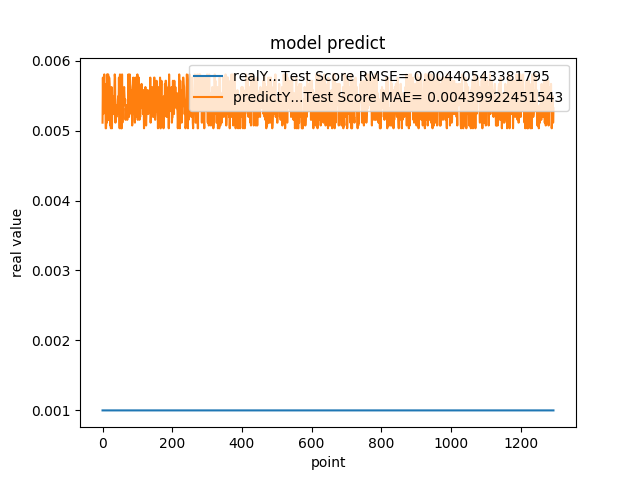 model predict
realY...Test Score RMSE= 0.00440543381795
predictY...Test Score MAE= 0.00439922451543
0.006
0.005
0.004
0.003
0.002
0.001
real value
0 200 400 600 800 1000 1200
point